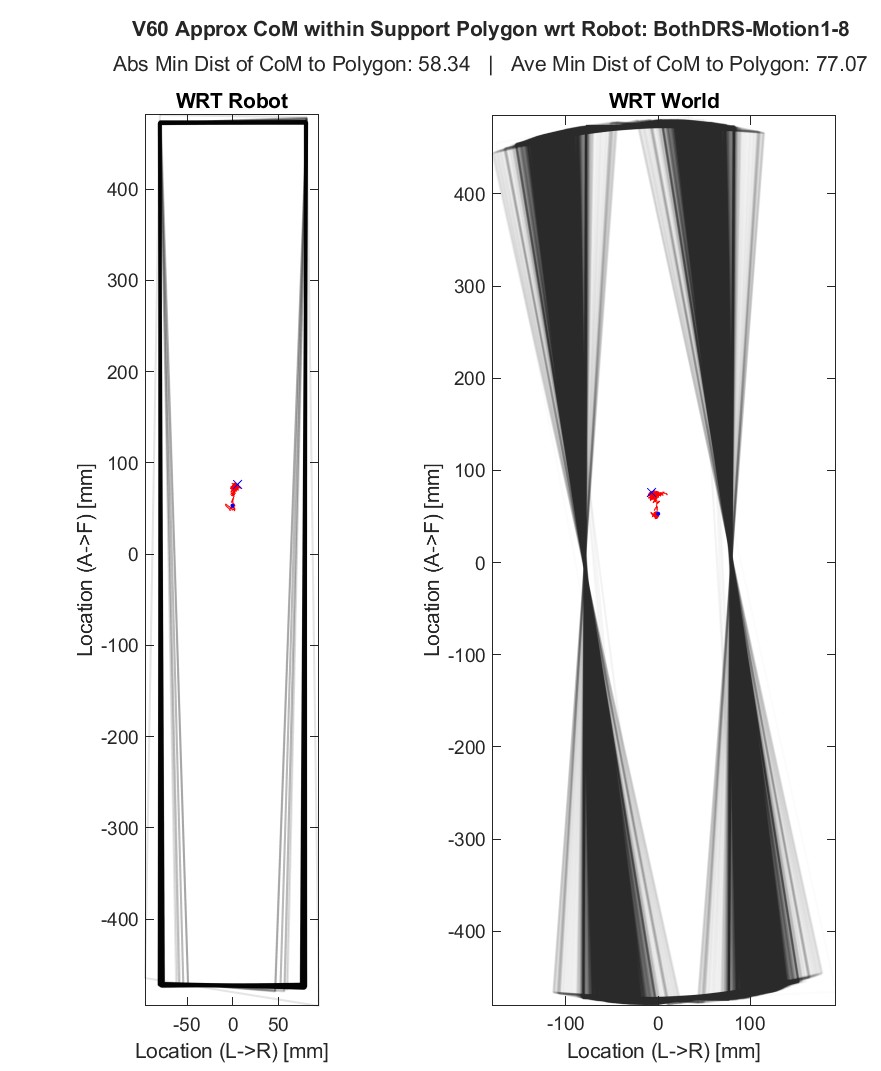 V60 Approx CoM within Support Polygon wrt Robot: BothDRS-Motion1-8
Abs Min Dist of CoM to Polygon: 58.34   |   Ave Min Dist of CoM to Polygon: 77.07
WRT Robot
Location (A->F) [mm]
400
300
200
100
0
-100
-200
-300
-400
-50 0 50
Location (L->R) [mm]
WRT World
Location (A->F) [mm]
400
300
200
100
0
-100
-200
-300
-400
-100 0 100
Location (L->R) [mm]